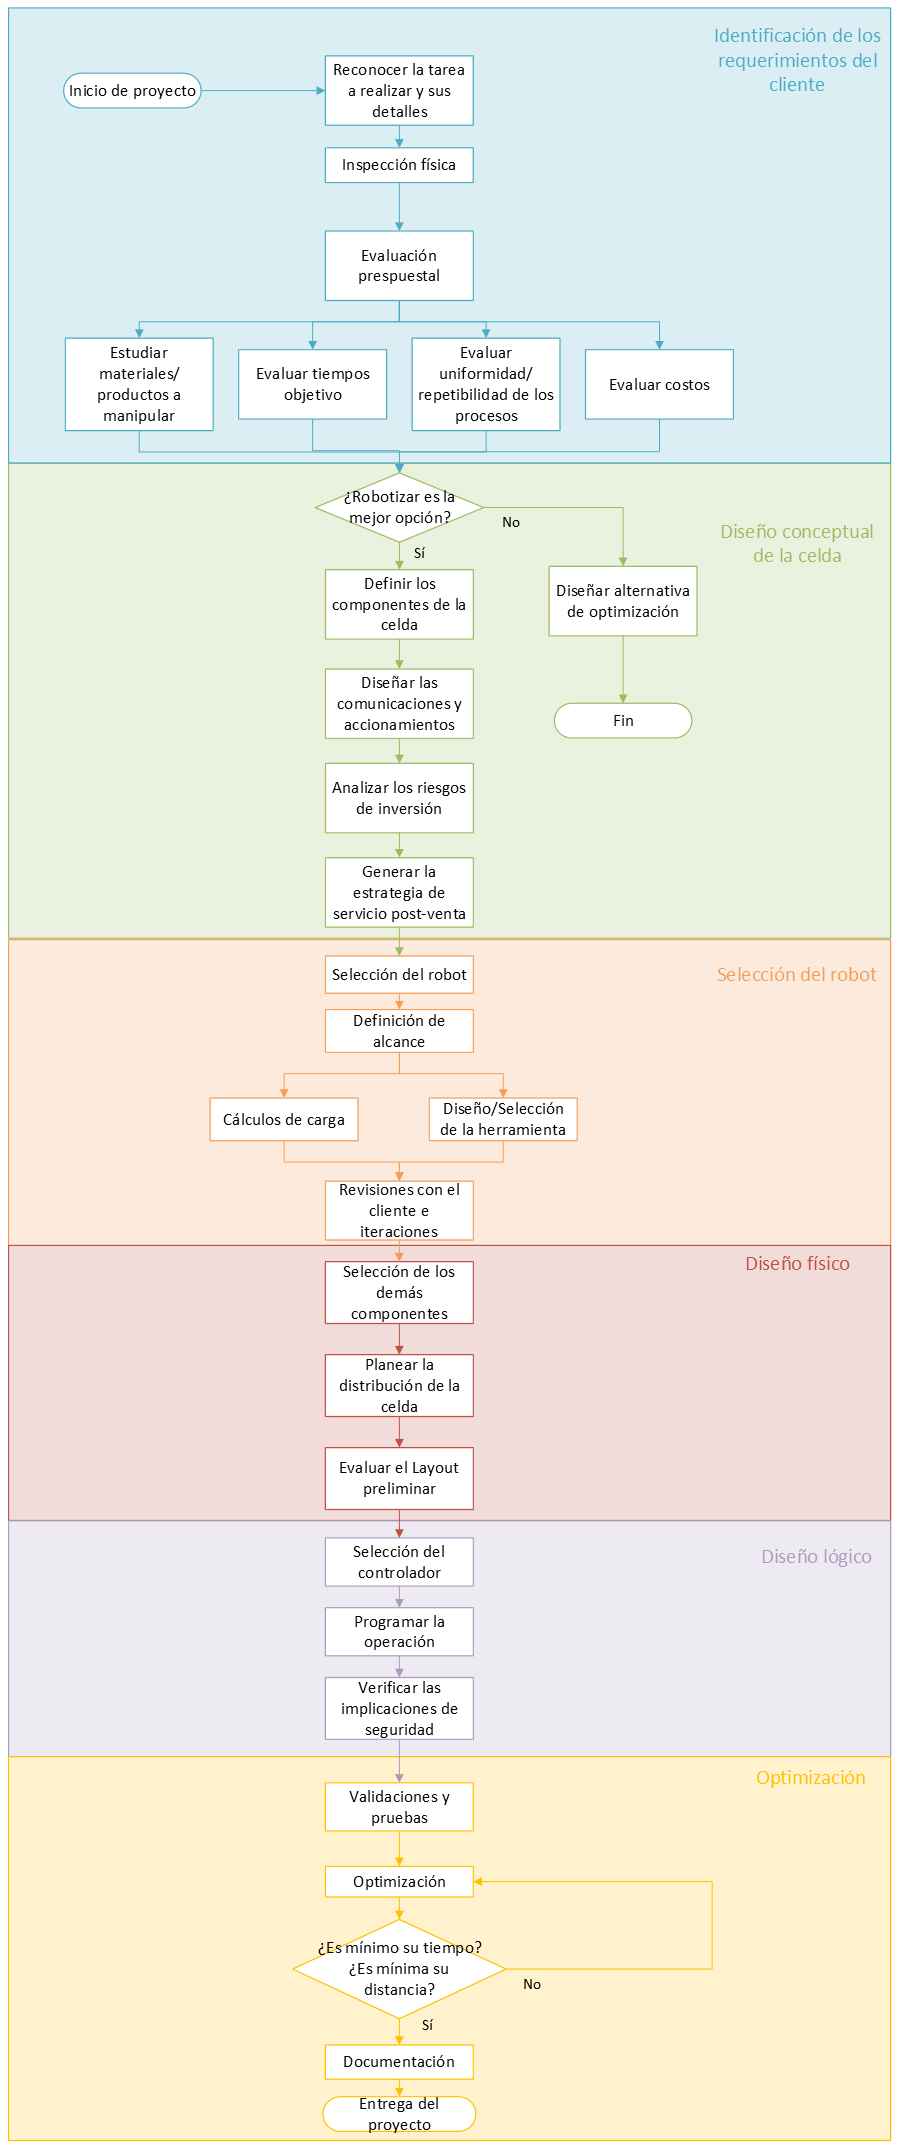 Identificación de los
requerimientos del
cliente
Inicio de proyecto
Reconocer la tarea
a realizar y sus
detalles
Inspección física
Evaluación
prespuestal
Estudiar
materiales/
productos a
manipular
Evaluar tiempos
objetivo
Evaluar
uniformidad/
repetibilidad de los
procesos
Evaluar costos
¿Robotizar es la
mejor opción?
No
Sí
Diseño conceptual
de la celda
Definir los
componentes de la
celda
Diseñar alternativa
de optimización
Diseñar las
comunicaciones y
accionamientos
Fin
Analizar los riesgos
de inversión
Generar la
estrategia de
servicio post-venta
Selección del robot
Selección del robot
Definición de
alcance
Cálculos de carga
Diseño/Selección
de la herramienta
Revisiones con el
cliente e
iteraciones
Diseño físico
Selección de los
demás
componentes
Planear la
distribución de la
celda
Evaluar el Layout
preliminar
Diseño lógico
Selección del
controlador
Programar la
operación
Verificar las
implicaciones de
seguridad
Optimización
Validaciones y
pruebas
Optimización
¿Es mínimo su tiempo?
¿Es mínima su
distancia?
No
Sí
Documentación
Entrega del
proyecto